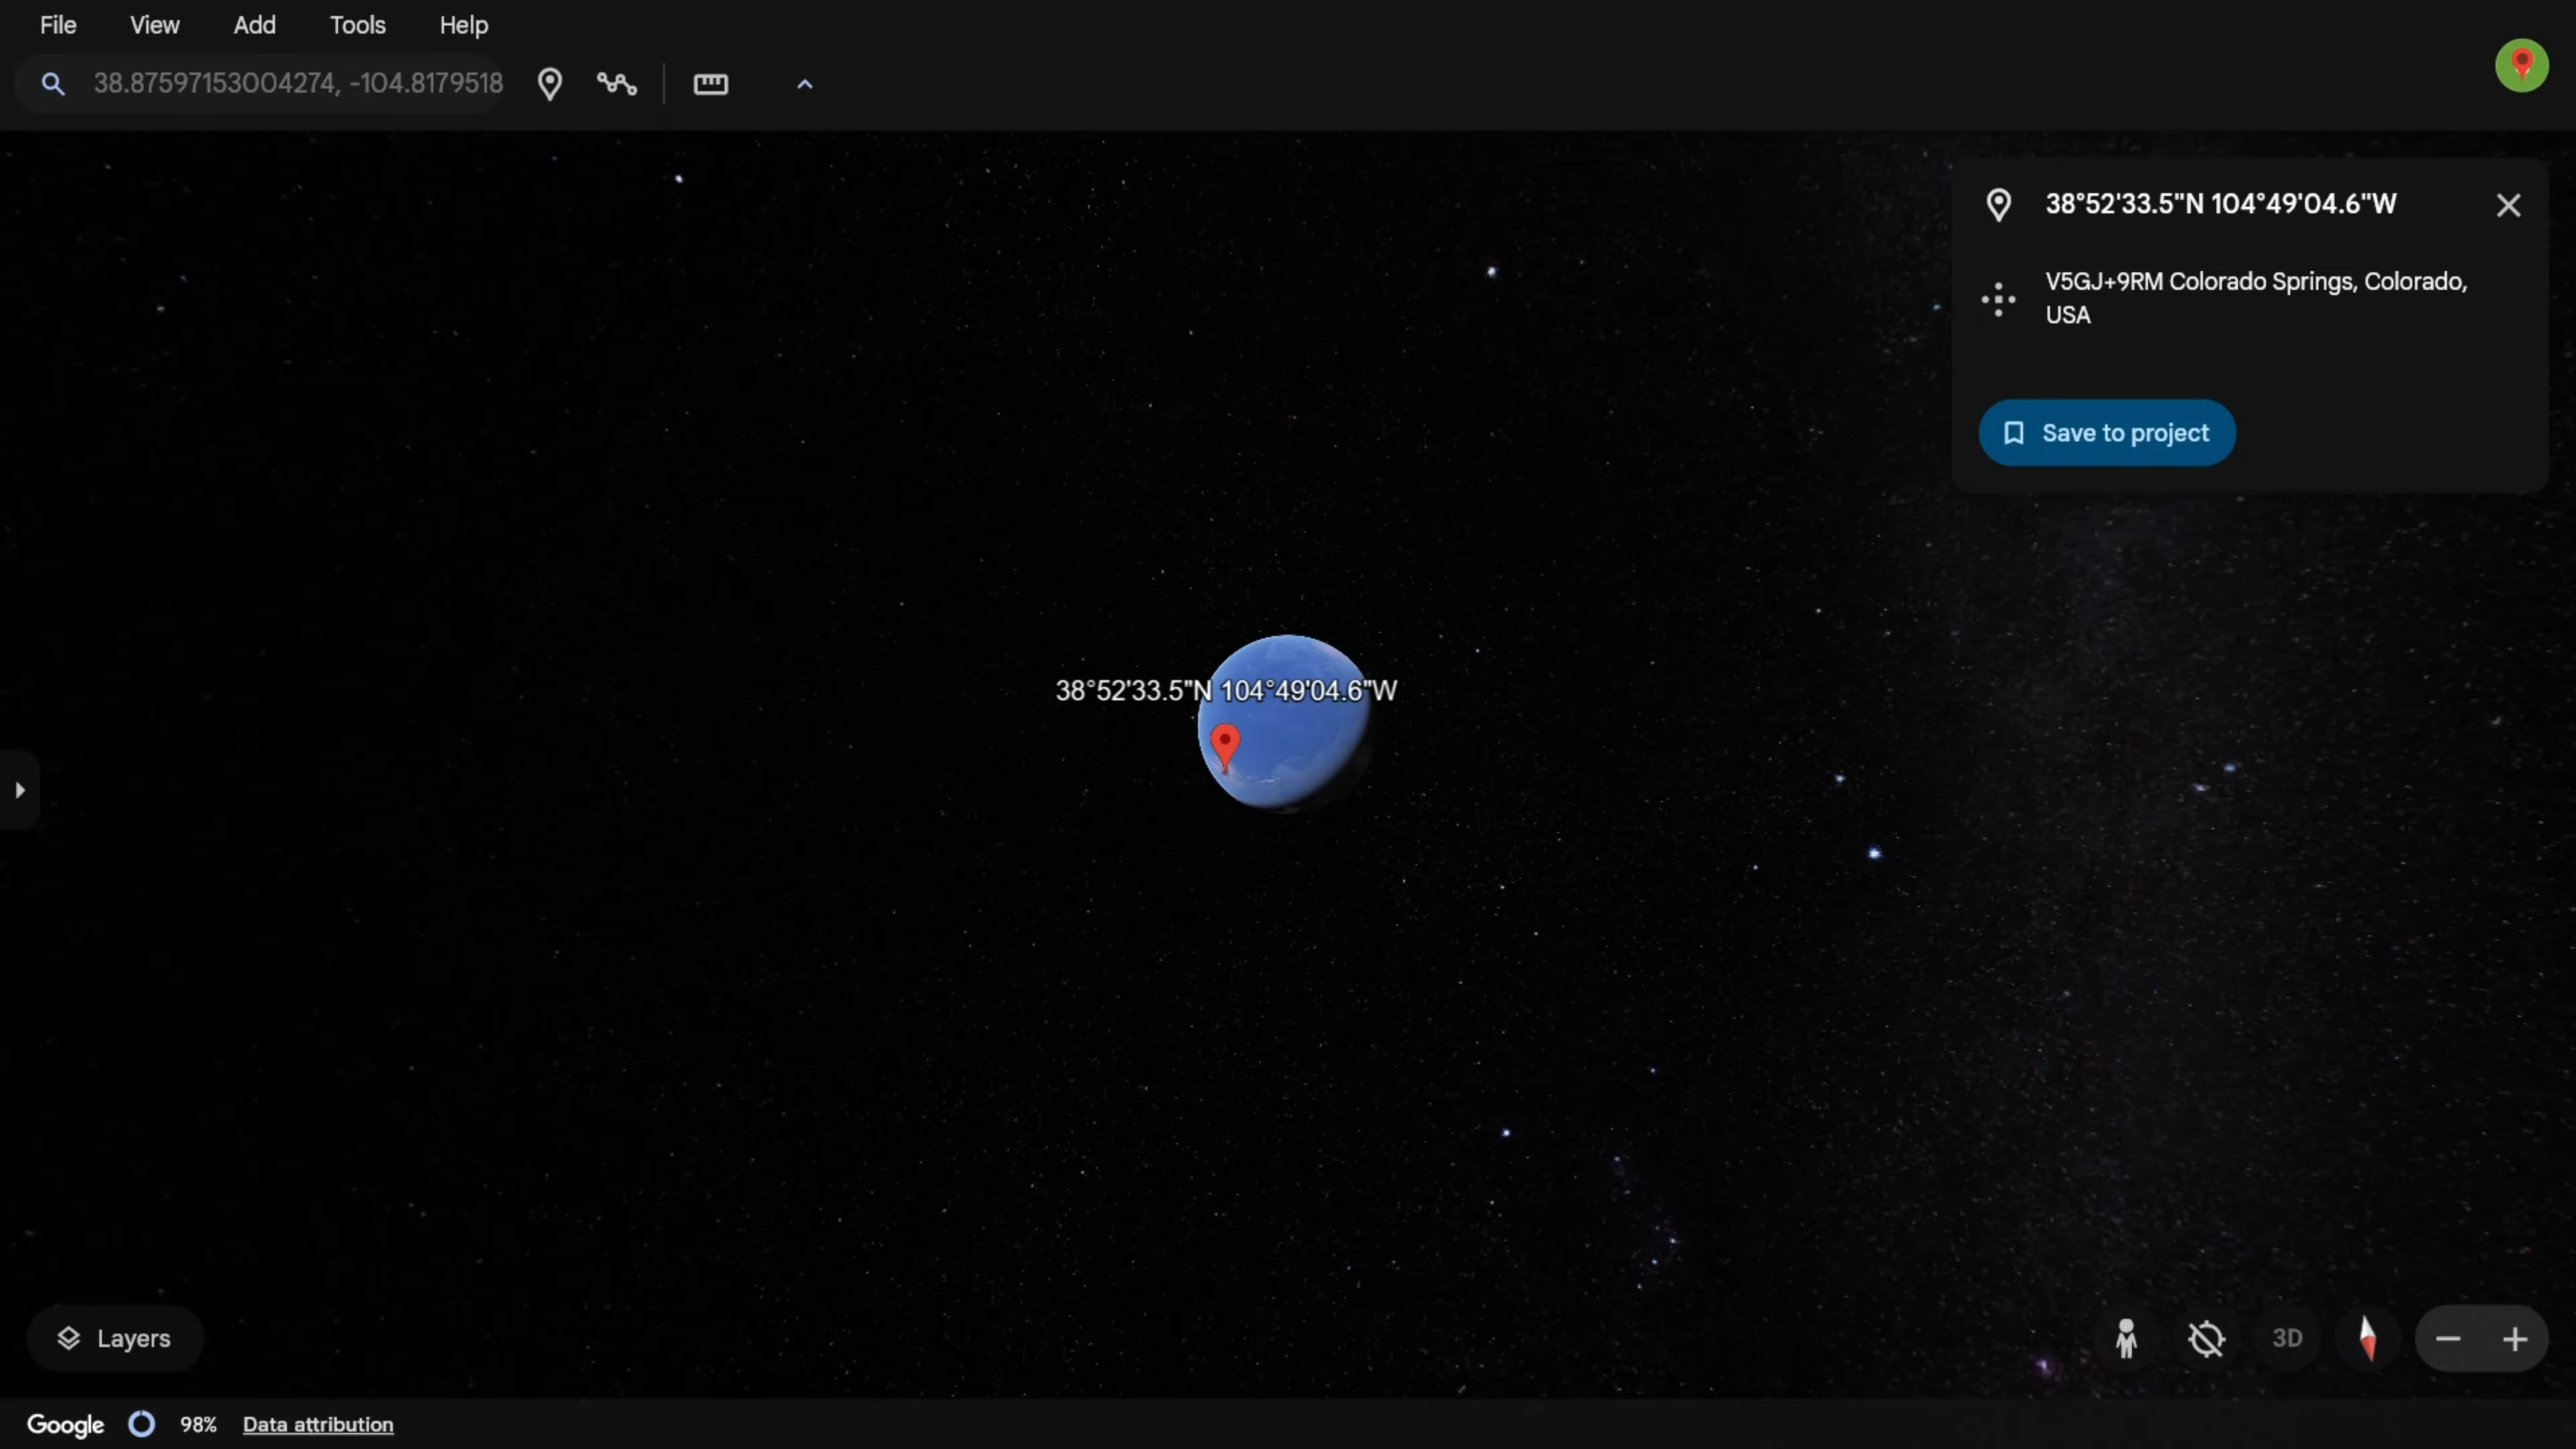 File View Add Tools Help
38.87597153004274, -104.8179518
38°52'33.5"N 104°49'04.6"W
V5GJ+9RM Colorado Springs, Colorado,
USA
Save to project
38°52'33.5"N 104°49'04.6"W
Layers
3D
Google 98% Data attribution